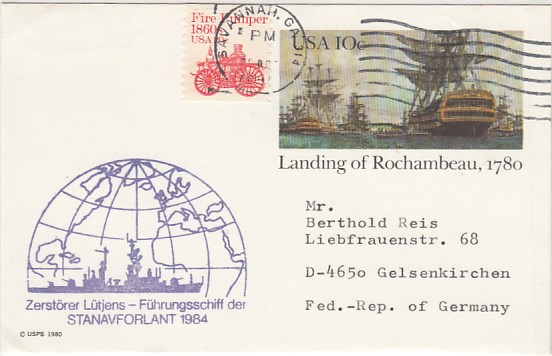 Fire Pumper
1860s
USA
SAVANNAH, GA 314
PM
USA 10c
Landing of Rochambeau, 1780
Mr.
Berthold Reis
Liebfrauenstr. 68
D-465o Gelsenkirchen
Fed.-Rep. of Germany
Zerstörer Lütjens – Führungsschiff der
STANAVFORLANT 1984
© USPS 1980